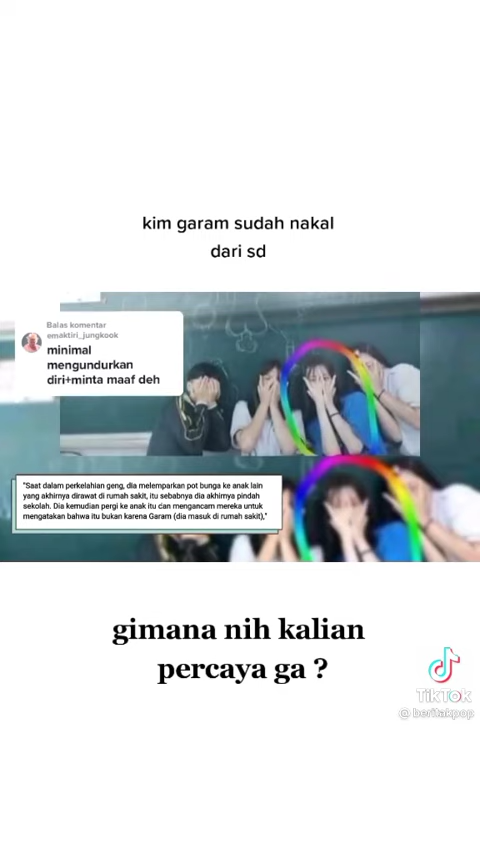 kim garam sudah nakal
dari sd
Balas komentar
emaktiri_jungkook
minimal
mengundurkan
diri+minta maaf deh
"Saat dalam perkelahian geng, dia melemparkan pot bunga ke anak lain
yang akhirnya dirawat di rumah sakit, itu sebabnya dia akhirnya pindah
sekolah. Dia kemudian pergi ke anak itu dan mengancam mereka untuk
mengatakan bahwa itu bukan karena Garam (dia masuk di rumah sakit),"
gimana nih kalian
percaya ga ?
TikTok
@beritakpop